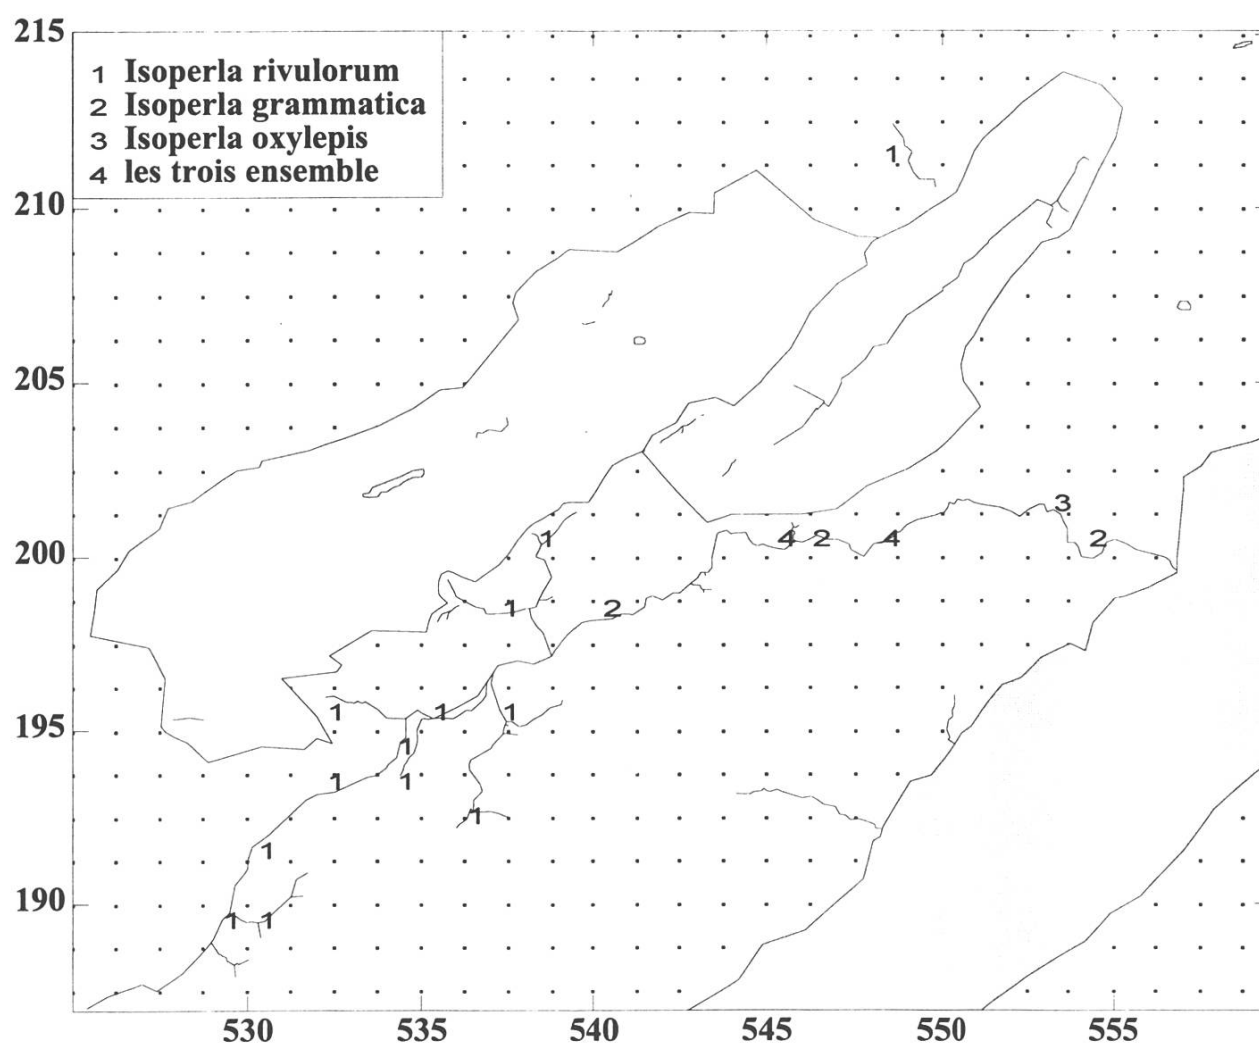 215
1 Isoperla rivulorum
2 Isoperla grammatica
3 Isoperla oxylepis
4 les trois ensemble
210
1
205
3
200
1
4 2 4
2
1
2
1 1 1
195
1
1 1
1
1
190
1 1
530 535 540 545 550 555